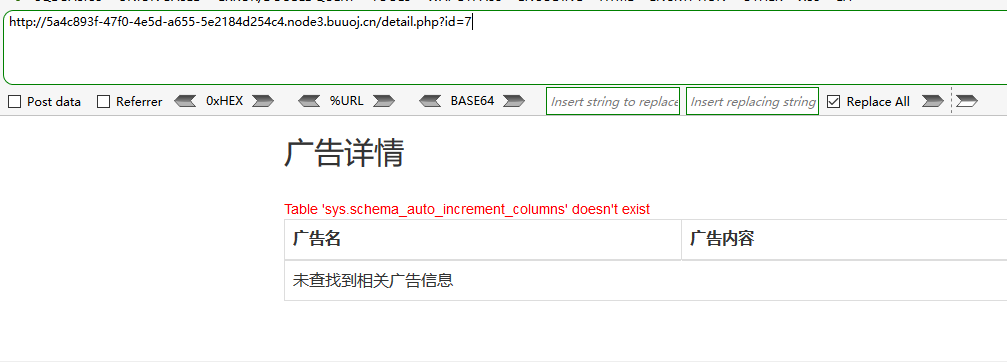 http://5a4c893f-47f0-4e5d-a655-5e2184d254c4.node3.buuoj.cn/detail.php?id=7
Post data Referrer 0xHEX %URL BASE64 Insert string to replace Insert replacing string Replace All
广告详情
Table 'sys.schema_auto_increment_columns' doesn't exist
广告名 广告内容
未查找到相关广告信息